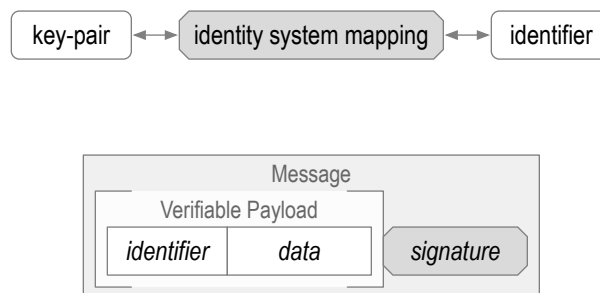 key-pair identity system mapping identifier
Message
Verifiable Payload
identifier data signature